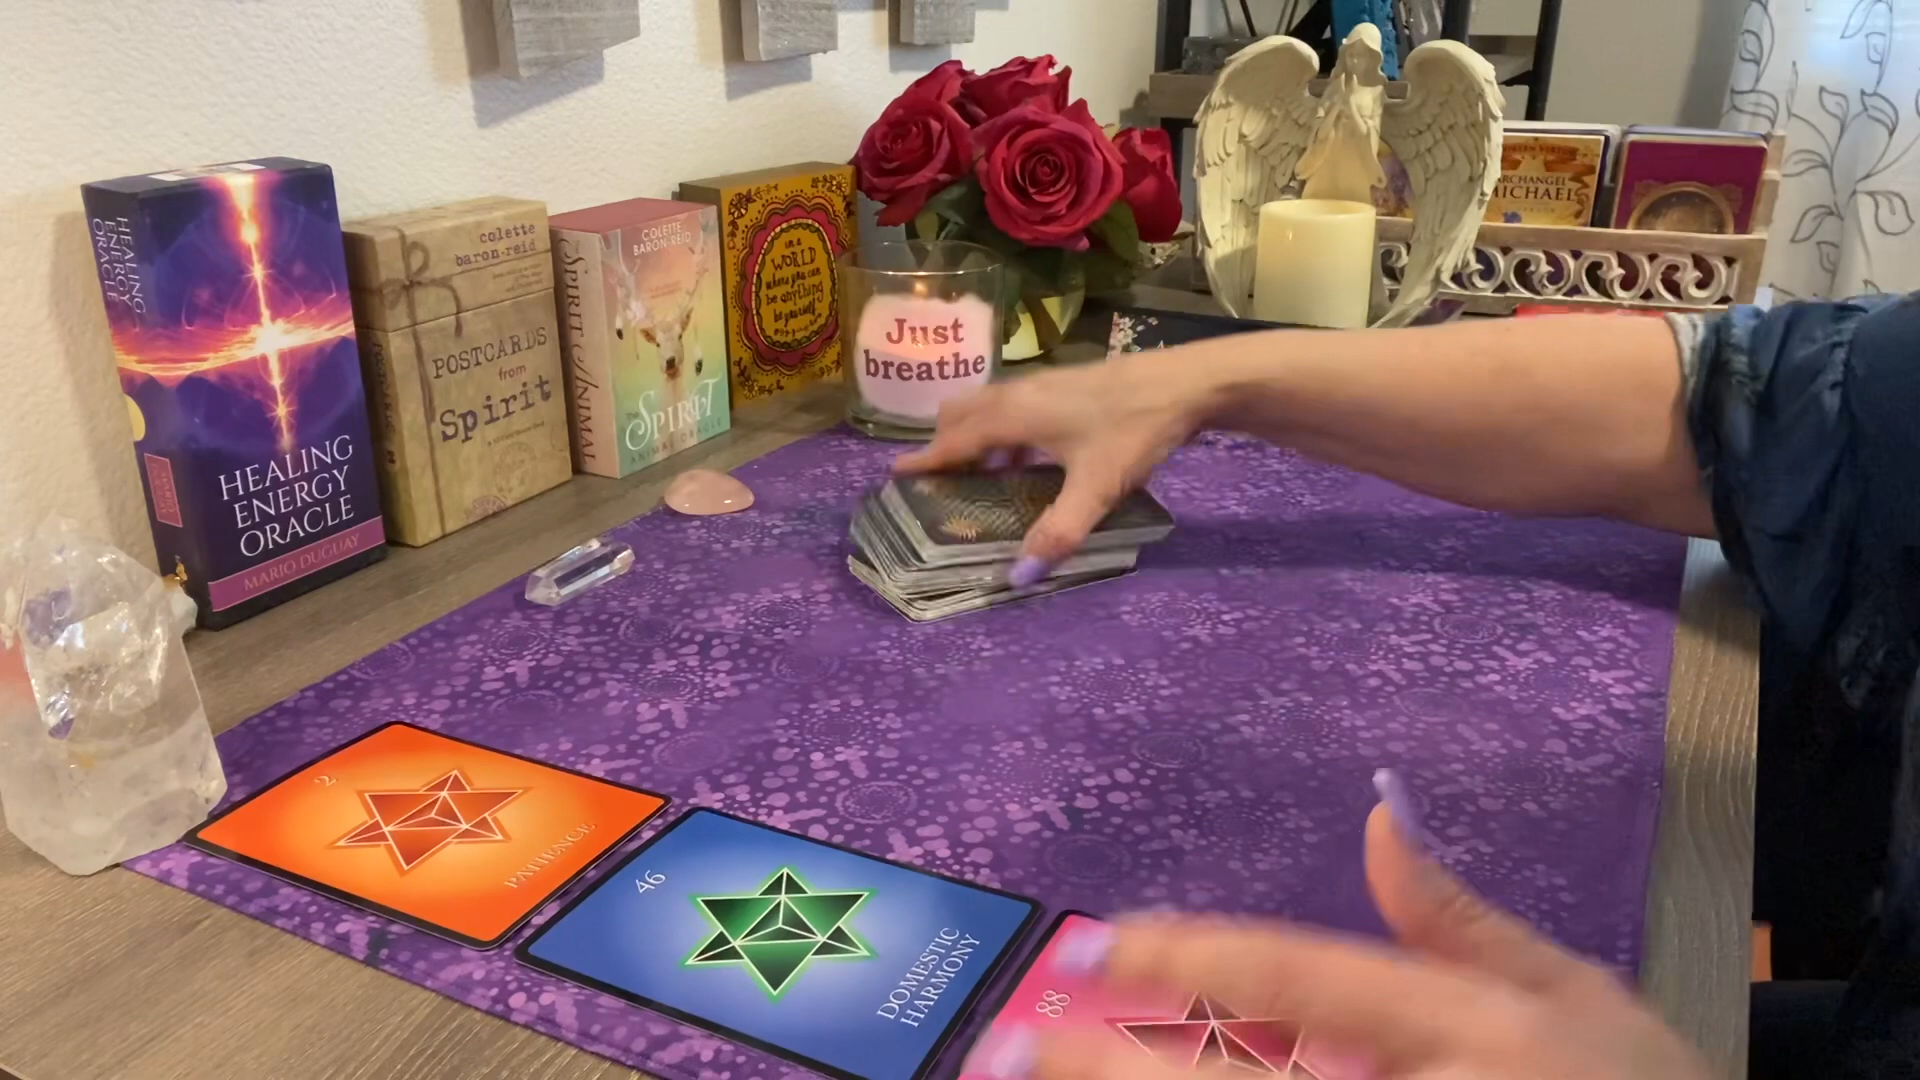 HEALING
ENERGY
ORACLE
HEALING
ENERGY
ORACLE
MARIO DUGUAY
colette
baron-reid
POSTCARDS
from
Spirit
SPIRIT ANIMAL
COLETTE
BARON-REID
The
SPIRIT
ANIMAL ORACLE
in a
WORLD
where you can
be anything
be yourself
Just
breathe
ARCHANGEL
MICHAEL
2
PATIENCE
46
DOMESTIC
HARMONY
88